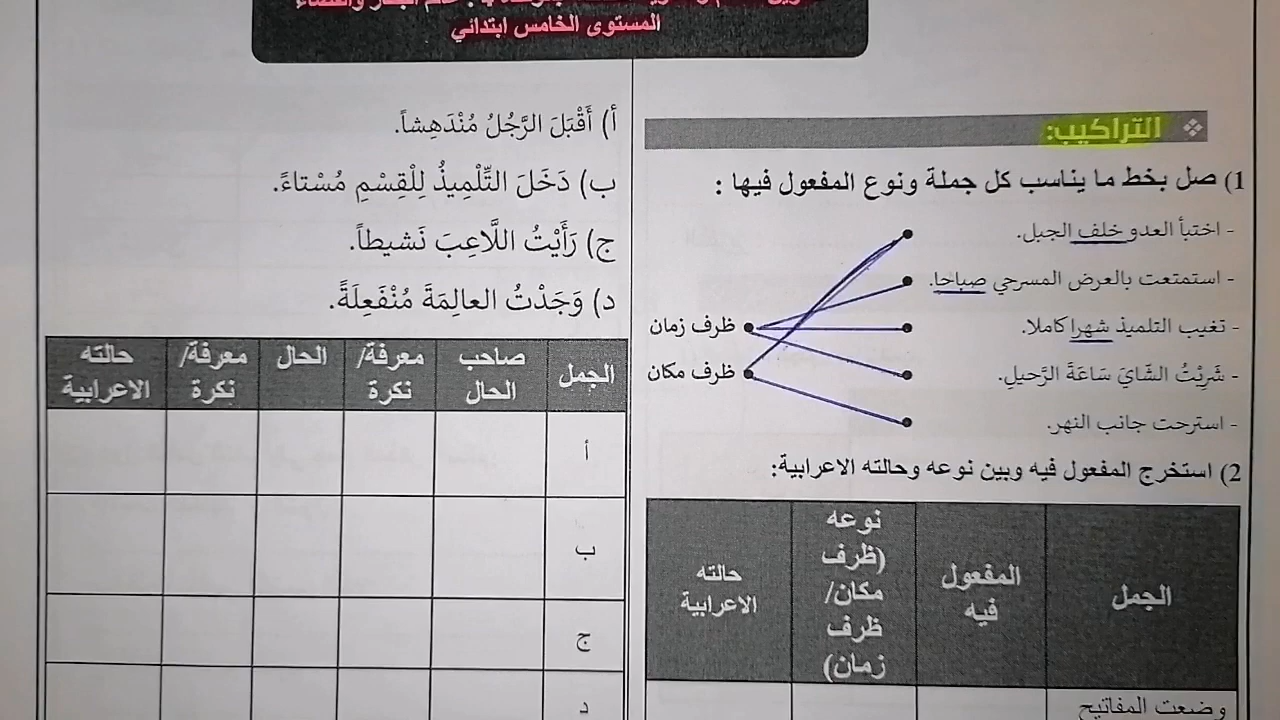 المستوى الخامس ابتدائي
❖ التراكيب:
1) صل بخط ما يناسب كل جملة ونوع المفعول فيها :
- اختبأ العدو خلف الجبل.
- استمتعت بالعرض المسرحي صباحا.
- تغيب التلميذ شهرا كاملا.
- شَرِبْتُ الشَّايَ سَاعَةَ الرَّحيلِ.
- استرحت جانب النهر.
ظرف زمان
ظرف مكان
2) استخرج المفعول فيه وبين نوعه وحالته الاعرابية:
الجمل
المفعول فيه
نوعه (ظرف مكان/ ظرف زمان)
حالته الاعرابية
وضعت المفاتيح
أ) أَقْبَلَ الرَّجُلُ مُنْدَهِشاً.
ب) دَخَلَ التِّلْمِيذُ لِلْقِسْمِ مُسْتاءً.
ج) رَأَيْتُ اللَّاعِبَ نَشيطاً.
د) وَجَدْتُ العالِمَةَ مُنْفَعِلَةً.
الجمل
صاحب الحال
معرفة/ نكرة
الحال
معرفة/ نكرة
حالته الاعرابية
أ
ب
ج
د